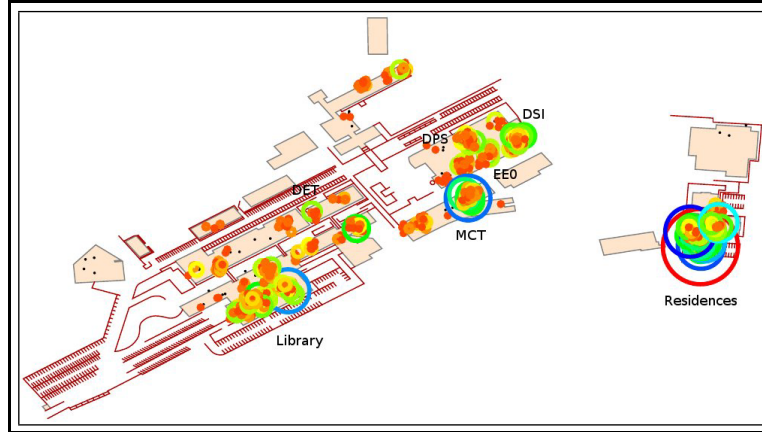 DSI
DPS
EE0
DET
MCT
Residences
Library